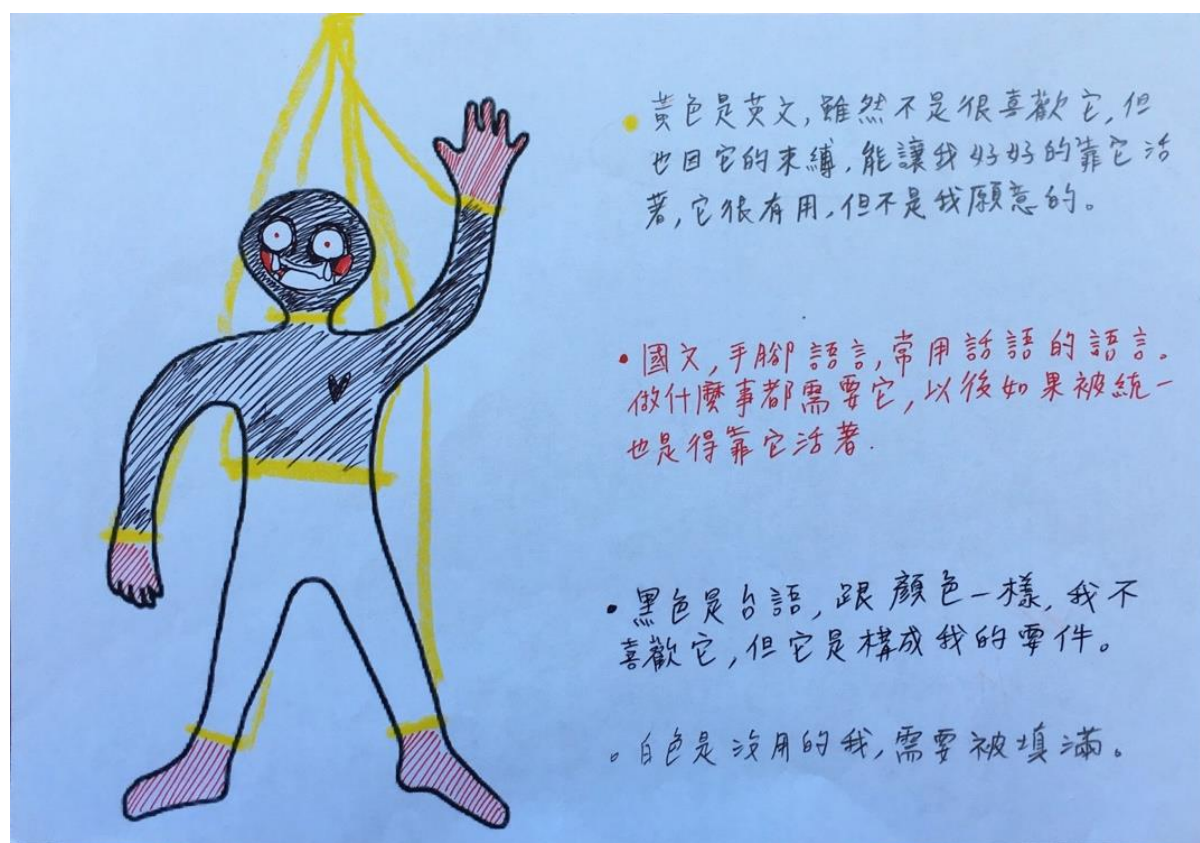 黃色是英文，雖然不是很喜歡它，但
也因它的束縛，能讓我好好的靠它活
著，它很有用，但不是我願意的。
國文，手腳語言，常用話語的語言。
做什麼事都需要它，以後如果被統一
也是得靠它活著.
黑色是台語，跟顏色一樣，我不
喜歡它，但它是構成我的要件。
白色是沒用的我，需要被填滿。